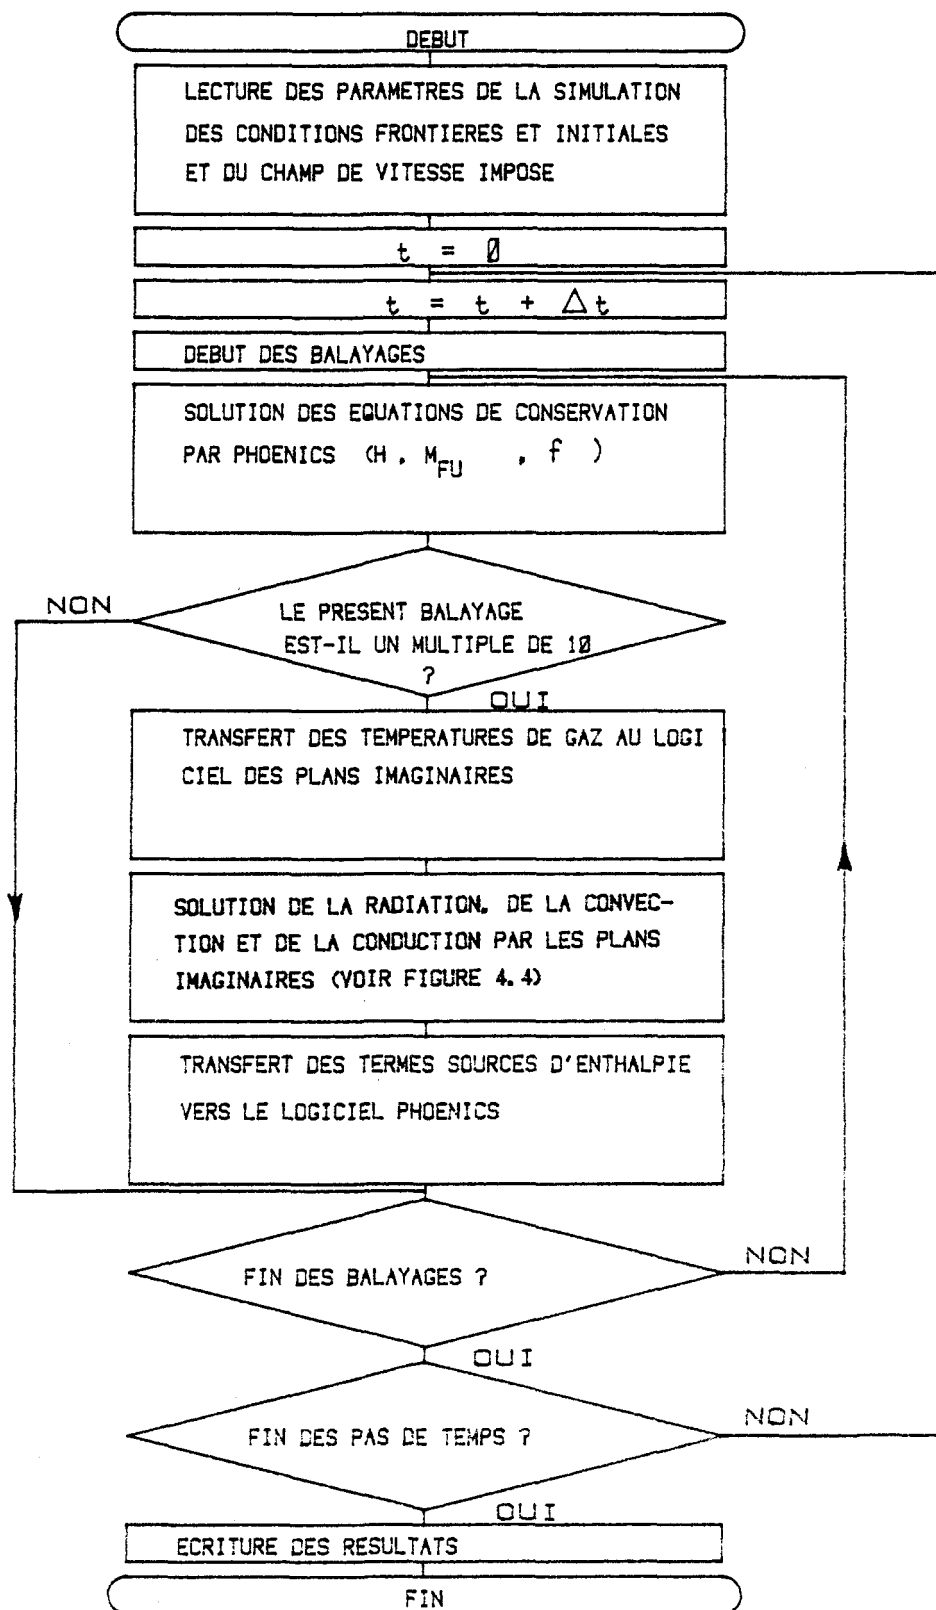 DEBUT
LECTURE DES PARAMETRES DE LA SIMULATION
DES CONDITIONS FRONTIERES ET INITIALES
ET DU CHAMP DE VITESSE IMPOSE
t = 0
t = t + Δt
DEBUT DES BALAYAGES
SOLUTION DES EQUATIONS DE CONSERVATION
PAR PHOENICS (H , M_FU , f )
NON
LE PRESENT BALAYAGE
EST-IL UN MULTIPLE DE 10
?
OUI
TRANSFERT DES TEMPERATURES DE GAZ AU LOGI
CIEL DES PLANS IMAGINAIRES
SOLUTION DE LA RADIATION. DE LA CONVEC-
TION ET DE LA CONDUCTION PAR LES PLANS
IMAGINAIRES (VOIR FIGURE 4.4)
TRANSFERT DES TERMES SOURCES D'ENTHALPIE
VERS LE LOGICIEL PHOENICS
FIN DES BALAYAGES ?
NON
OUI
FIN DES PAS DE TEMPS ?
NON
OUI
ECRITURE DES RESULTATS
FIN